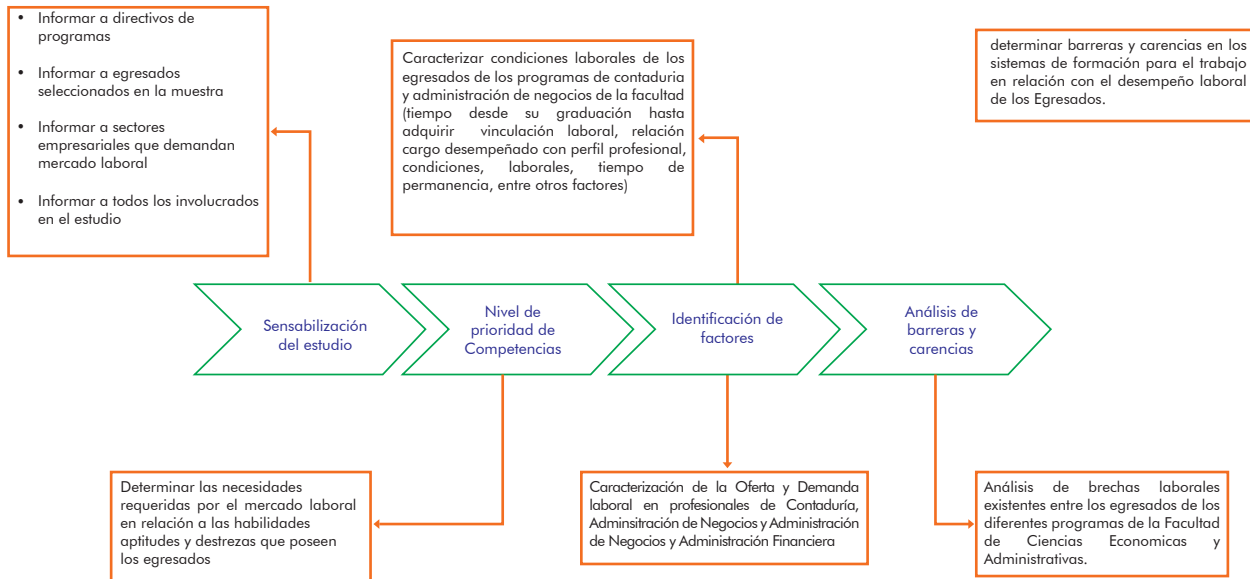 • Informar a directivos de
programas
• Informar a egresados
seleccionados en la muestra
• Informar a sectores
empresariales que demandan
mercado laboral
• Informar a todos los involucrados
en el estudio
Caracterizar condiciones laborales de los
egresados de los programas de contaduria
y administración de negocios de la facultad
(tiempo desde su graduación hasta
adquirir vinculación laboral, relación
cargo desempeñado con perfil profesional,
condiciones, laborales, tiempo de
permanencia, entre otros factores)
determinar barreras y carencias en los
sistemas de formación para el trabajo
en relación con el desempeño laboral
de los Egresados.
Sensabilización
del estudio
Nivel de
prioridad de
Competencias
Identificación de
factores
Análisis de
barreras y
carencias
Determinar las necesidades
requeridas por el mercado laboral
en relación a las habilidades
aptitudes y destrezas que poseen
los egresados
Caracterización de la Oferta y Demanda
laboral en profesionales de Contaduría,
Adminsitración de Negocios y Administración
de Negocios y Administración Financiera
Análisis de brechas laborales
existentes entre los egresados de los
diferentes programas de la Facultad
de Ciencias Economicas y
Administrativas.